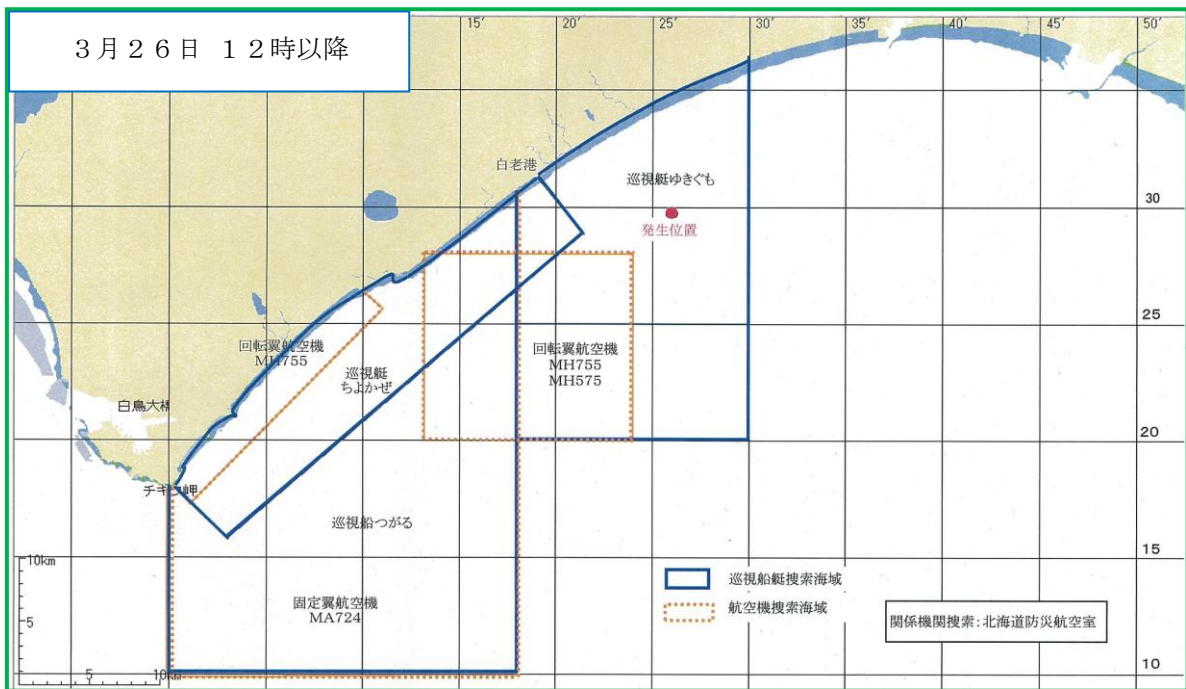 ３月２６日 １２時以降
15′
20′
25′
30′
35′
40′
45′
50′
白老港
巡視艇ゆきぐも
30
発生位置
25
回転翼航空機
MH755
回転翼航空機
MH755
MH575
巡視艇
ちよかぜ
白鳥大橋
20
チキウ岬
巡視船つがる
15
10km
巡視船艇捜索海域
固定翼航空機
MA724
航空機捜索海域
関係機関捜索：北海道防災航空室
5
10
5
10km